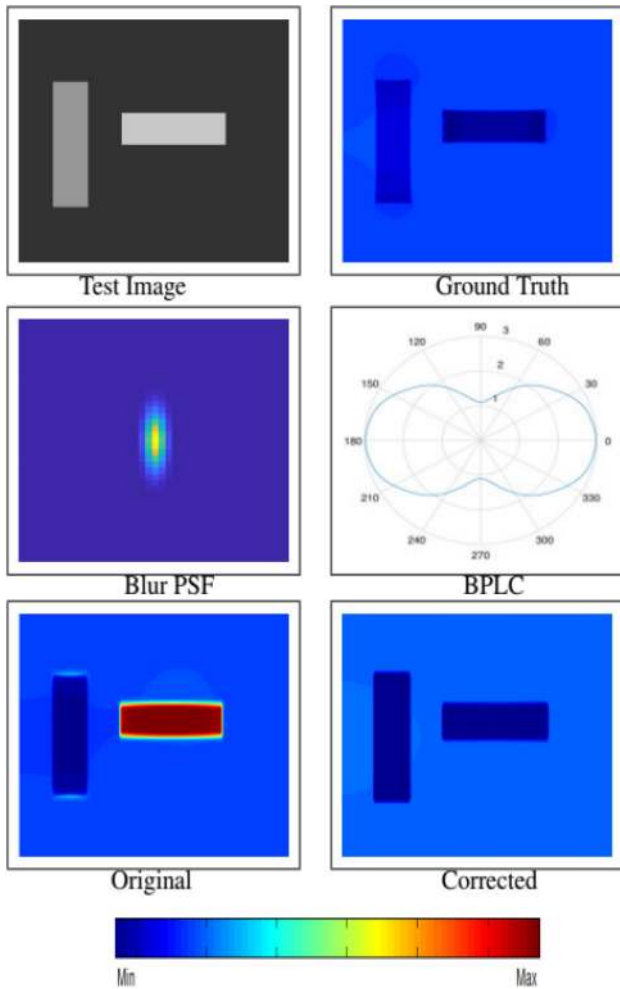 Test Image
Ground Truth
90
120
3
60
2
150
30
1
180
0
210
330
240
300
270
Blur PSF
BPLC
Original
Corrected
Min
Max